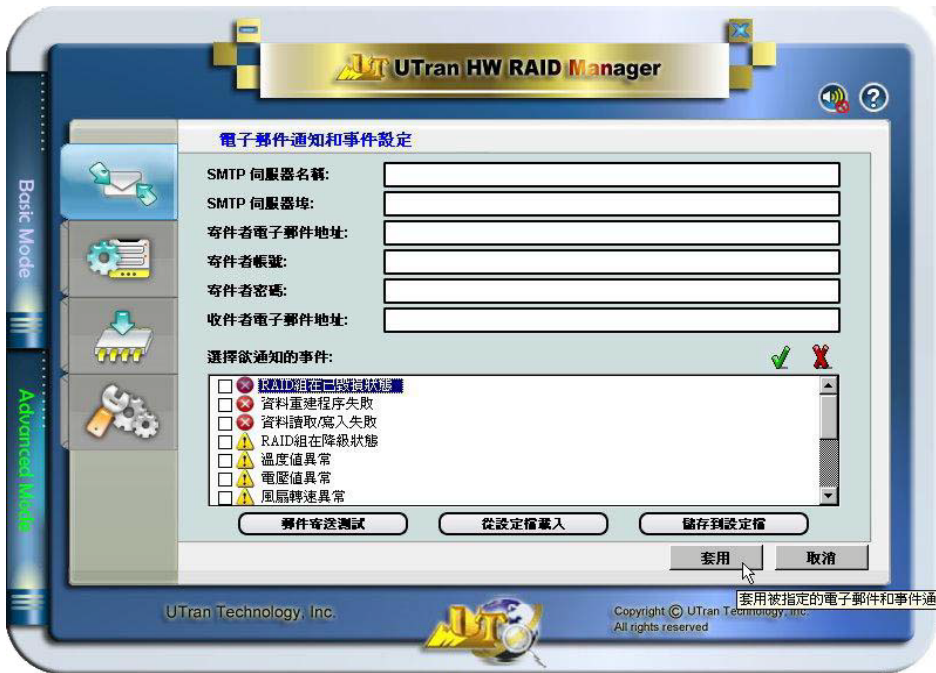 UT UTran HW RAID Manager
電子郵件通知和事件設定
SMTP 伺服器名稱:
SMTP 伺服器埠:
寄件者電子郵件地址:
寄件者帳號:
寄件者密碼:
收件者電子郵件地址:
選擇欲通知的事件:
RAID組在已毀損狀態
資料重建程序失敗
資料讀取/寫入失敗
RAID組在降級狀態
溫度值異常
電壓值異常
風扇轉速異常
郵件寄送測試
從設定檔載入
儲存到設定檔
套用
取消
套用被指定的電子郵件和事件通
Basic Mode
Advanced Mode
UTran Technology, Inc.
UT
Copyright © UTran Technology, Inc.
All rights reserved